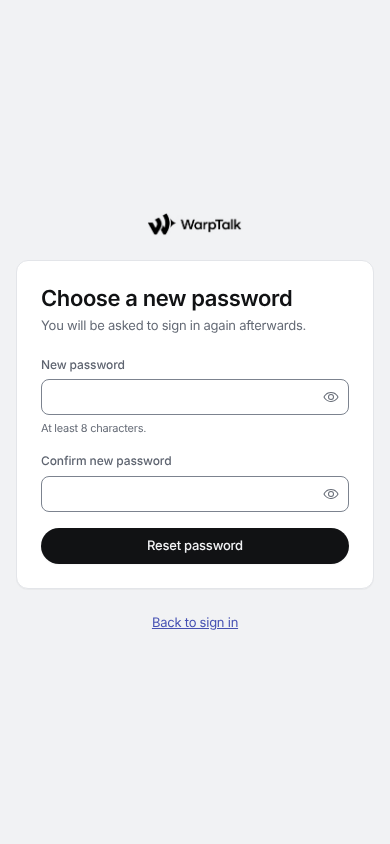 WarpTalk
Choose a new password
You will be asked to sign in again afterwards.
New password
At least 8 characters.
Confirm new password
Reset password
Back to sign in